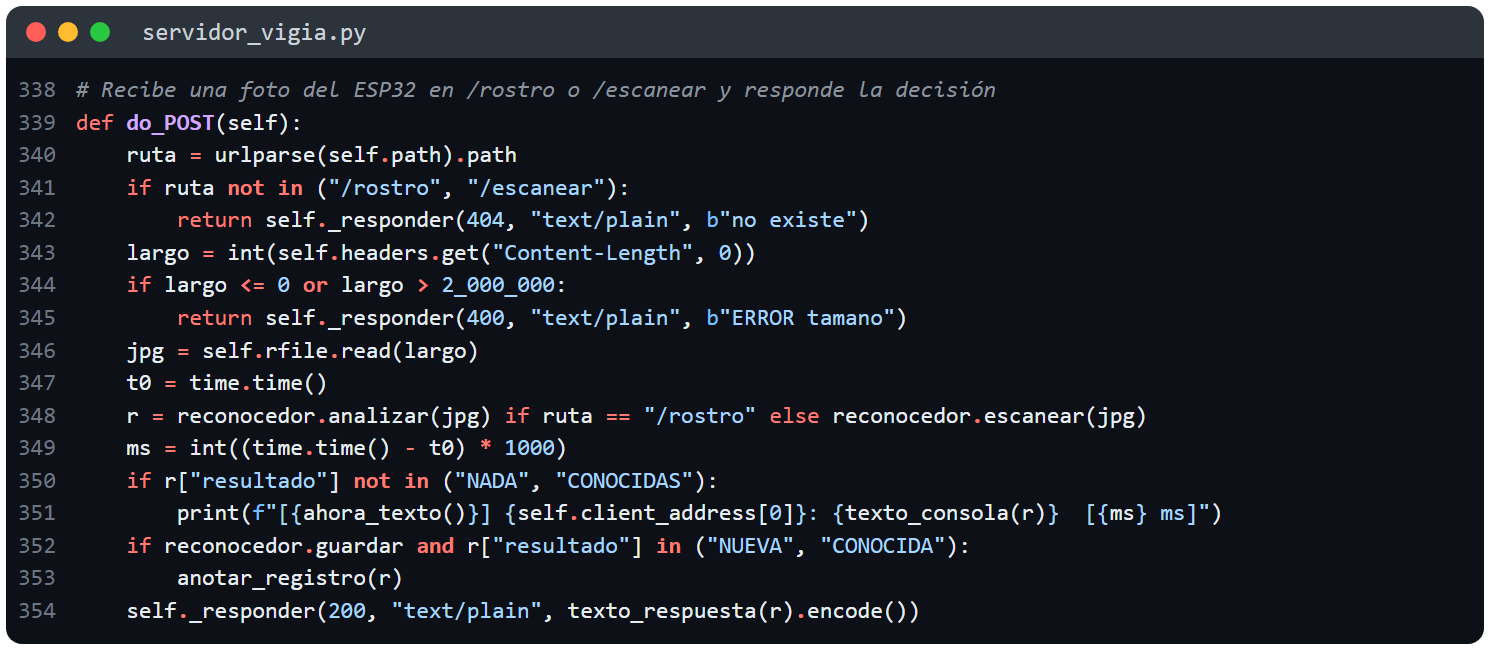 servidor_vigia.py
338 # Recibe una foto del ESP32 en /rostro o /escanear y responde la decisión
339 def do_POST(self):
340     ruta = urlparse(self.path).path
341     if ruta not in ("/rostro", "/escanear"):
342         return self._responder(404, "text/plain", b"no existe")
343     largo = int(self.headers.get("Content-Length", 0))
344     if largo <= 0 or largo > 2_000_000:
345         return self._responder(400, "text/plain", b"ERROR tamano")
346     jpg = self.rfile.read(largo)
347     t0 = time.time()
348     r = reconocedor.analizar(jpg) if ruta == "/rostro" else reconocedor.escanear(jpg)
349     ms = int((time.time() - t0) * 1000)
350     if r["resultado"] not in ("NADA", "CONOCIDAS"):
351         print(f"[{ahora_texto()}] {self.client_address[0]}: {texto_consola(r)}  [{ms} ms]")
352     if reconocedor.guardar and r["resultado"] in ("NUEVA", "CONOCIDA"):
353         anotar_registro(r)
354     self._responder(200, "text/plain", texto_respuesta(r).encode())